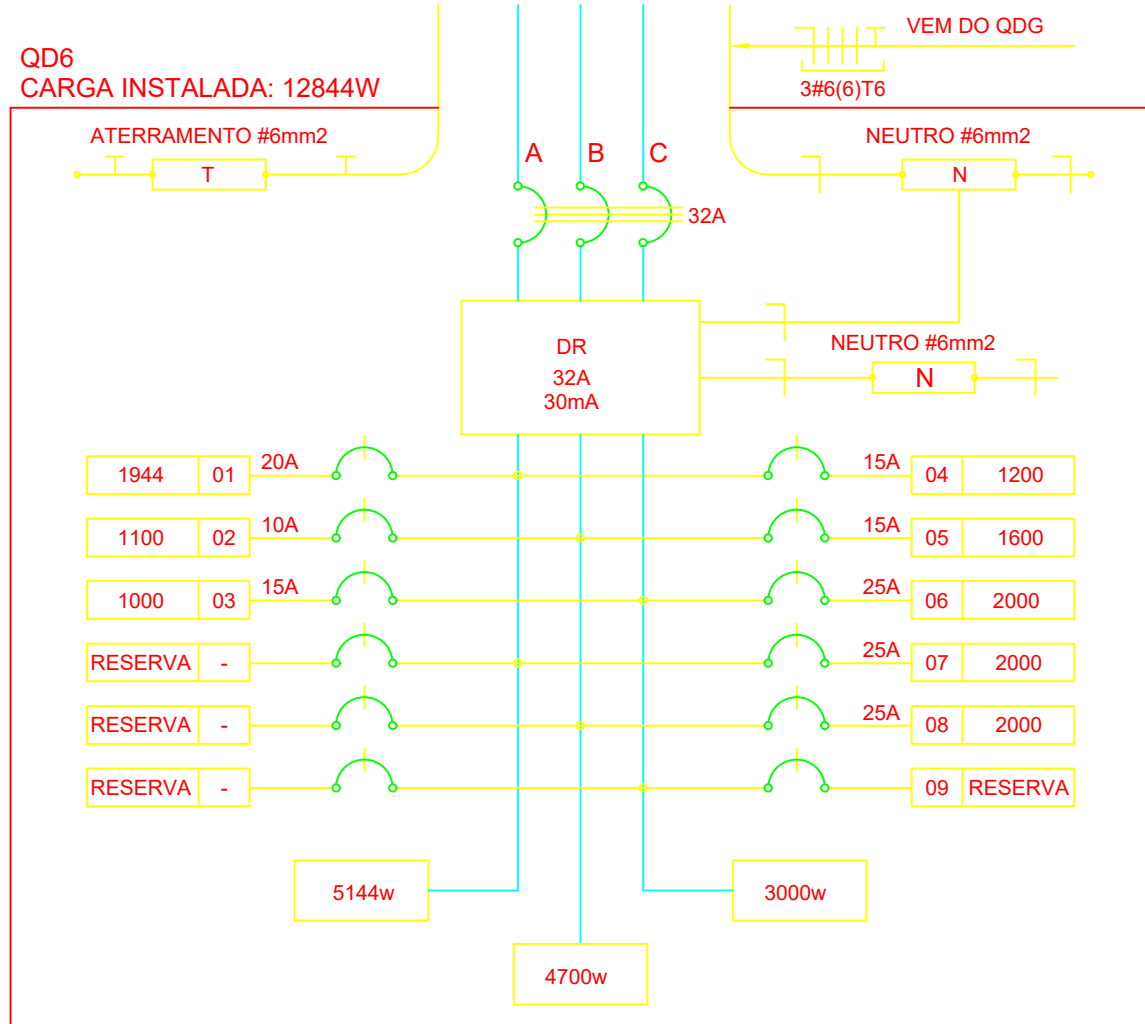 VEM DO QDG
QD6
CARGA INSTALADA: 12844W
3#6(6)T6
ATERRAMENTO #6mm2
NEUTRO #6mm2
A B C
T
N
32A
DR
32A
30mA
NEUTRO #6mm2
N
1944 01 20A 15A 04 1200
1100 02 10A 15A 05 1600
1000 03 15A 25A 06 2000
RESERVA - 25A 07 2000
RESERVA - 25A 08 2000
RESERVA - 09 RESERVA
5144w 3000w
4700w